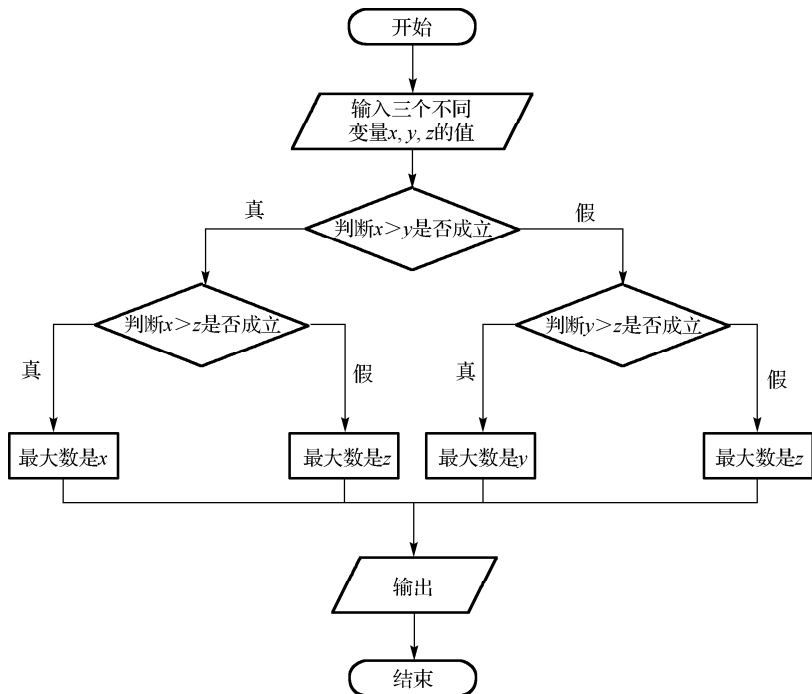 开始
输入三个不同
变量x, y, z的值
真
假
判断x>y是否成立
判断x>z是否成立
判断y>z是否成立
真
假
真
假
最大数是x
最大数是z
最大数是y
最大数是z
输出
结束